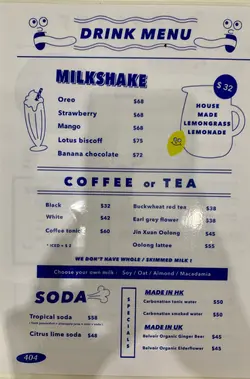 DRINK MENU
MILKSHAKE
Oreo $68
Strawberry $68
Mango $68
Lotus biscoff $75
Banana chocolate $72
$32
HOUSE
MADE
LEMONGRASS
LEMONADE
COFFEE or TEA
Black $32
White $42
Coffee tonic $60
*ICED + $5
Buckwheat red tea $38
Earl grey flower $38
Jin Xuan Oolong $45
Oolong lattee $55
WE DON'T HAVE WHOLE / SKIMMED MILK !
Choose your own milk - Soy / Oat / Almond / Macadamia
SODA
Tropical soda $58
Citrus lime soda $48
SPECIALS
MADE IN HK
Carbonation tonic water $50
Carbonation smoked water $50
MADE IN UK
Belvoir Organic Ginger Beer $45
Belvoir Organic Elderflower $45
404